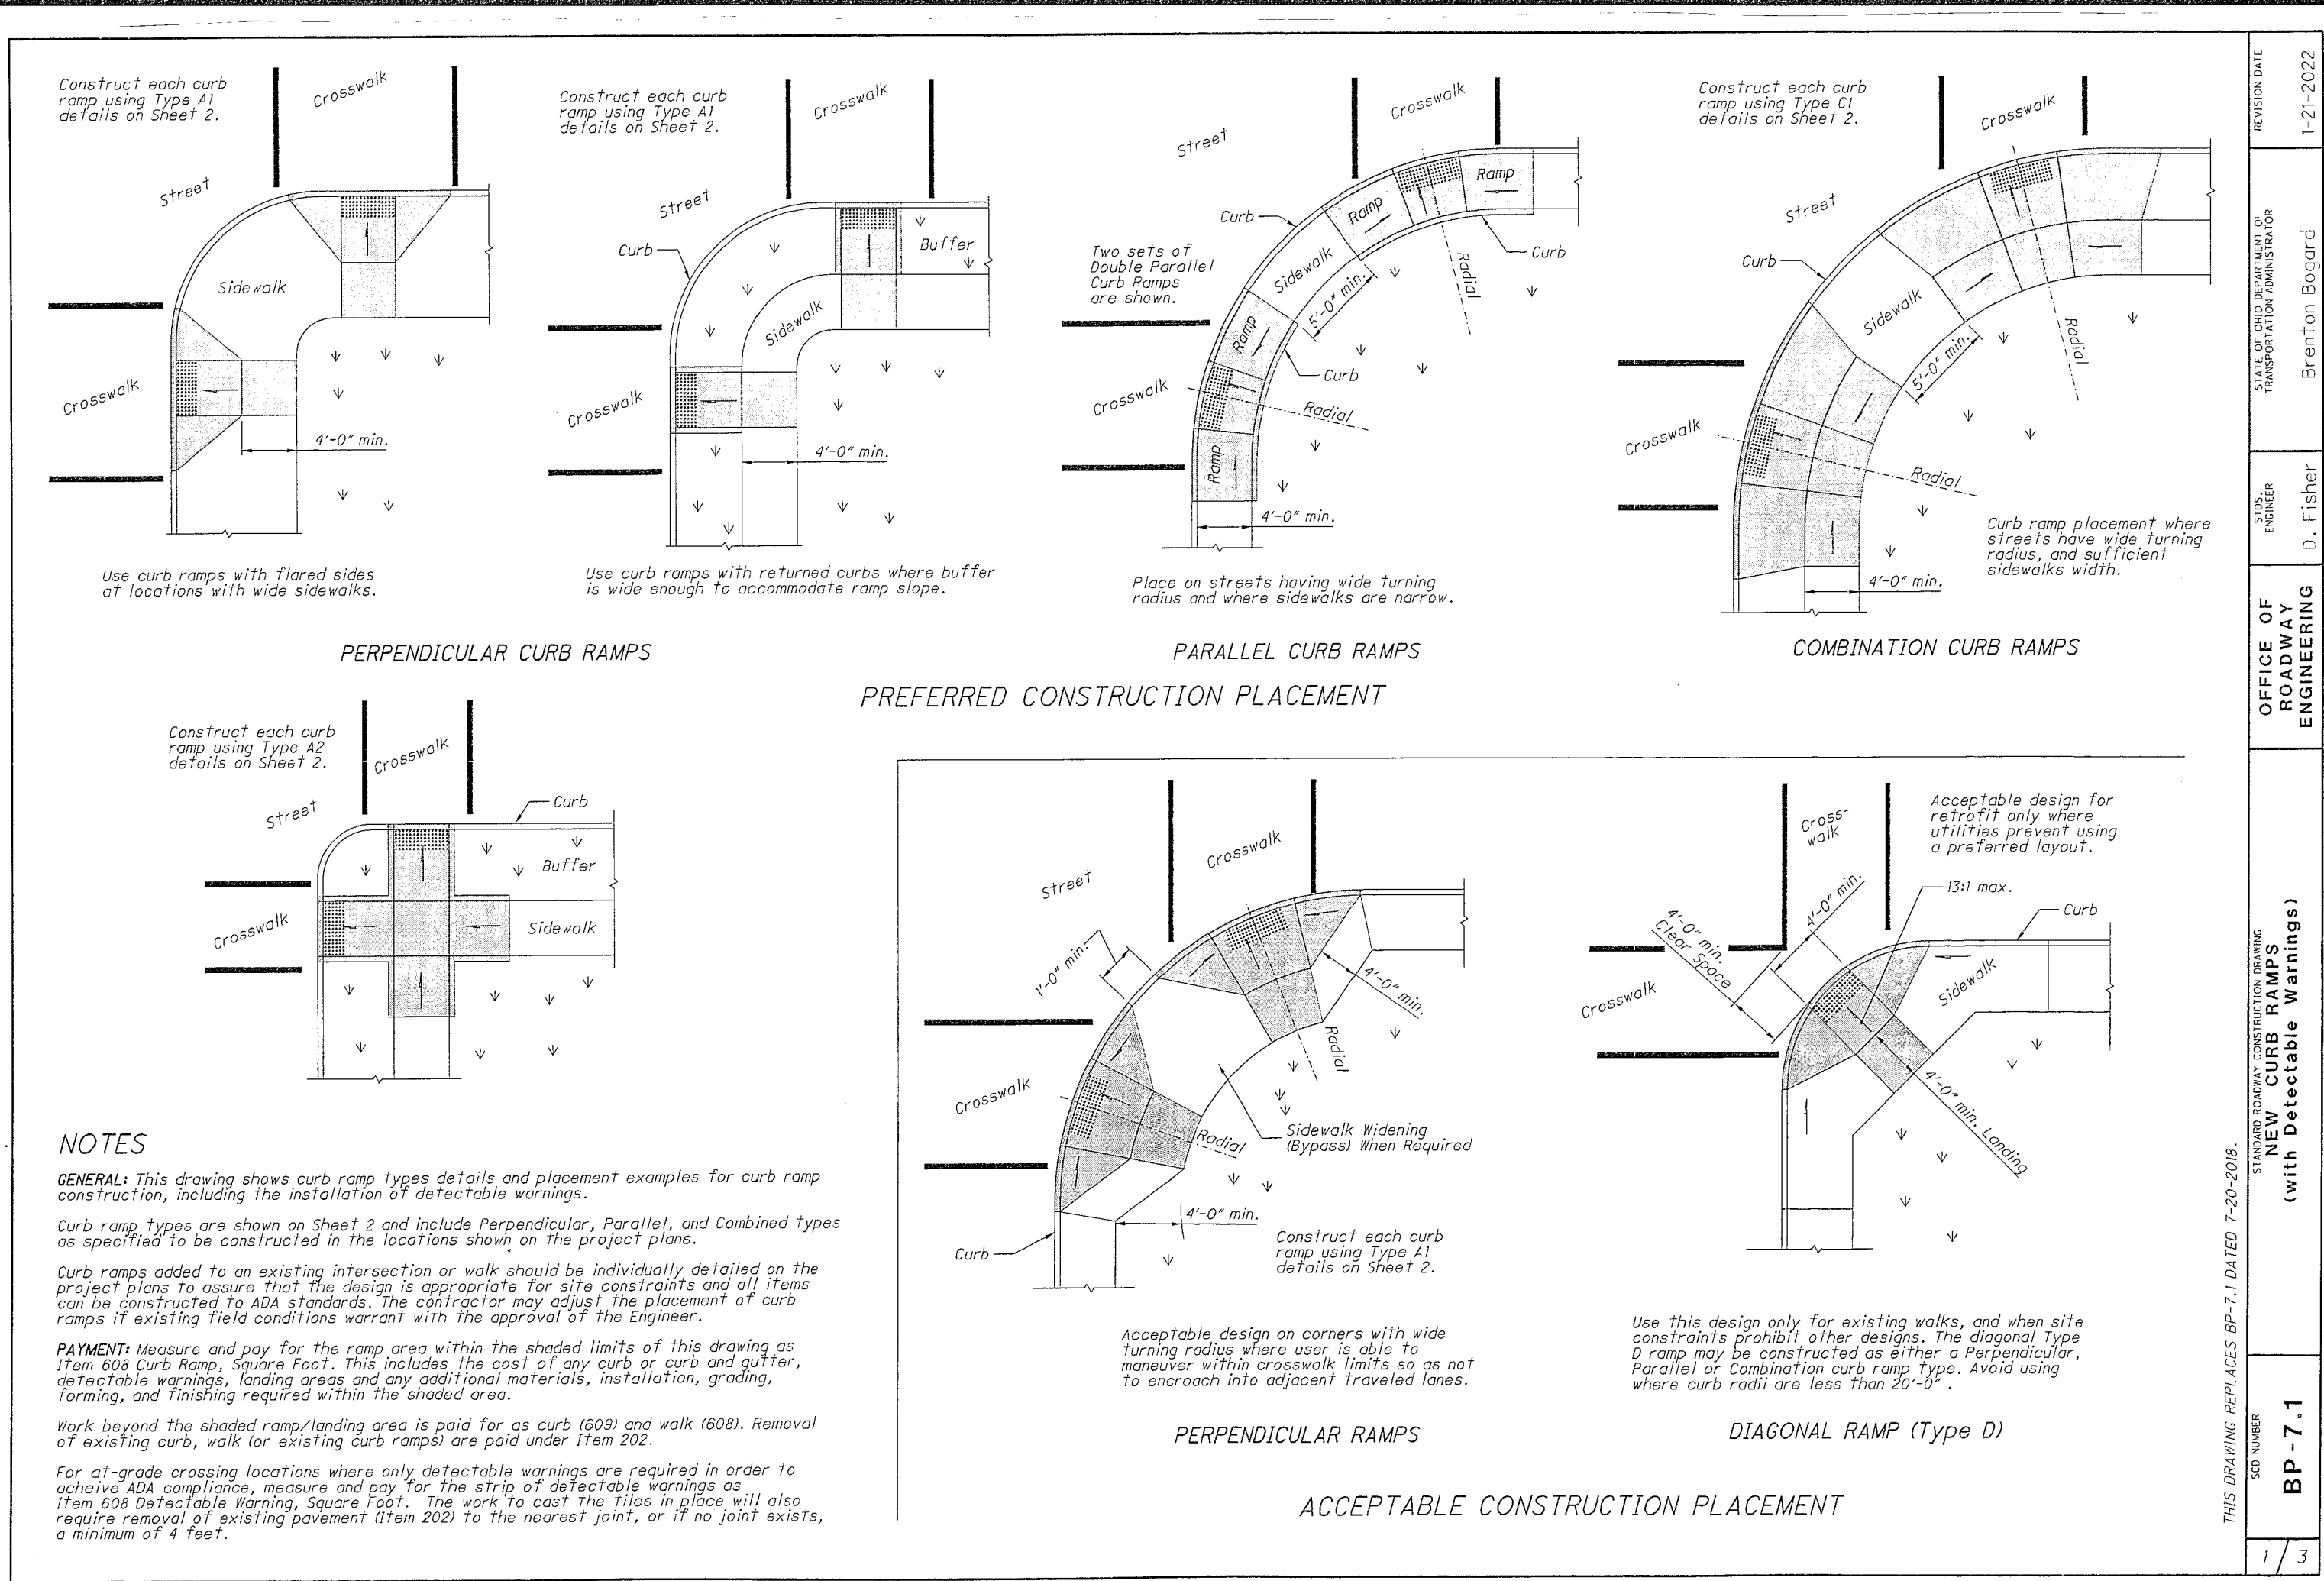 Construct each curb
ramp using Type A1
details on Sheet 2.
Crosswalk
Street
Sidewalk
Crosswalk
4'-0" min.
Use curb ramps with flared sides
at locations with wide sidewalks.
Construct each curb
ramp using Type A1
details on Sheet 2.
Crosswalk
Street
Curb
Buffer
Sidewalk
Crosswalk
4'-0" min.
Use curb ramps with returned curbs where buffer
is wide enough to accommodate ramp slope.
PERPENDICULAR CURB RAMPS
Crosswalk
Street
Ramp
Ramp
Curb
Curb
Two sets of
Double Parallel
Curb Ramps
are shown.
Sidewalk
Radial
5'-0" min.
Ramp
Curb
Crosswalk
Radial
Ramp
4'-0" min.
Place on streets having wide turning
radius and where sidewalks are narrow.
PARALLEL CURB RAMPS
Construct each curb
ramp using Type C1
details on Sheet 2.
Crosswalk
Street
Curb
Sidewalk
Radial
5'-0" min.
Crosswalk
Radial
Curb ramp placement where
streets have wide turning
radius, and sufficient
sidewalks width.
4'-0" min.
COMBINATION CURB RAMPS
PREFERRED CONSTRUCTION PLACEMENT
Construct each curb
ramp using Type A2
details on Sheet 2.
Crosswalk
Street
Curb
Buffer
Crosswalk
Sidewalk
NOTES
GENERAL: This drawing shows curb ramp types details and placement examples for curb ramp
construction, including the installation of detectable warnings.
Curb ramp types are shown on Sheet 2 and include Perpendicular, Parallel, and Combined types
as specified to be constructed in the locations shown on the project plans.
Curb ramps added to an existing intersection or walk should be individually detailed on the
project plans to assure that the design is appropriate for site constraints and all items
can be constructed to ADA standards. The contractor may adjust the placement of curb
ramps if existing field conditions warrant with the approval of the Engineer.
PAYMENT: Measure and pay for the ramp area within the shaded limits of this drawing as
Item 608 Curb Ramp, Square Foot. This includes the cost of any curb or curb and gutter,
detectable warnings, landing areas and any additional materials, installation, grading,
forming, and finishing required within the shaded area.
Work beyond the shaded ramp/landing area is paid for as curb (609) and walk (608). Removal
of existing curb, walk (or existing curb ramps) are paid under Item 202.
For at-grade crossing locations where only detectable warnings are required in order to
acheive ADA compliance, measure and pay for the strip of detectable warnings as
Item 608 Detectable Warning, Square Foot. The work to cast the tiles in place will also
require removal of existing pavement (Item 202) to the nearest joint, or if no joint exists,
a minimum of 4 feet.
Crosswalk
Street
1'-0" min.
4'-0" min.
Radial
Crosswalk
Radial
Sidewalk Widening
(Bypass) When Required
4'-0" min.
Curb
Construct each curb
ramp using Type A1
details on Sheet 2.
Acceptable design on corners with wide
turning radius where user is able to
maneuver within crosswalk limits so as not
to encroach into adjacent traveled lanes.
PERPENDICULAR RAMPS
Cross-
walk
Acceptable design for
retrofit only where
utilities prevent using
a preferred layout.
13:1 max.
4'-0" min.
4'-0" min.
Clear Space
Curb
Sidewalk
Crosswalk
4'-0" min. Landing
Use this design only for existing walks, and when site
constraints prohibit other designs. The diagonal Type
D ramp may be constructed as either a Perpendicular,
Parallel or Combination curb ramp type. Avoid using
where curb radii are less than 20'-0" .
DIAGONAL RAMP (Type D)
ACCEPTABLE CONSTRUCTION PLACEMENT
THIS DRAWING REPLACES BP-7.1 DATED 7-20-2018.
REVISION DATE
1-21-2022
STATE OF OHIO DEPARTMENT OF
TRANSPORTATION ADMINISTRATOR
Brenton Bogard
STDS.
ENGINEER
D. Fisher
OFFICE OF
ROADWAY
ENGINEERING
STANDARD ROADWAY CONSTRUCTION DRAWING
NEW CURB RAMPS
(with Detectable Warnings)
SCD NUMBER
BP-7.1
1/3